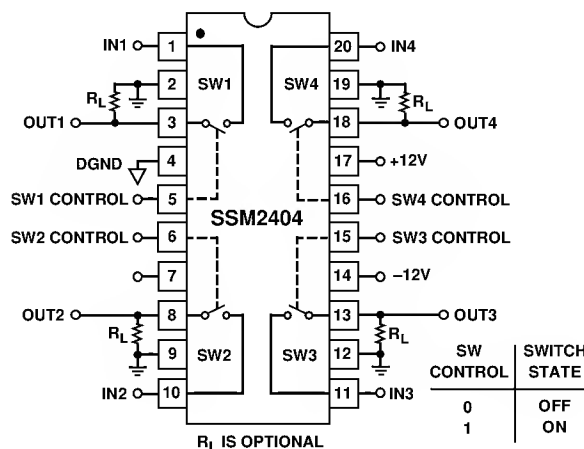 IN1 1 20 IN4
2 SW1 SW4 19
RL RL
OUT1 3 18 OUT4
DGND 4 17 +12V
SW1 CONTROL 5 16 SW4 CONTROL
SSM2404
SW2 CONTROL 6 15 SW3 CONTROL
7 14 –12V
OUT2 8 13 OUT3
RL RL
9 SW2 SW3 12
IN2 10 11 IN3
RL IS OPTIONAL
SW CONTROL SWITCH STATE
0 OFF
1 ON